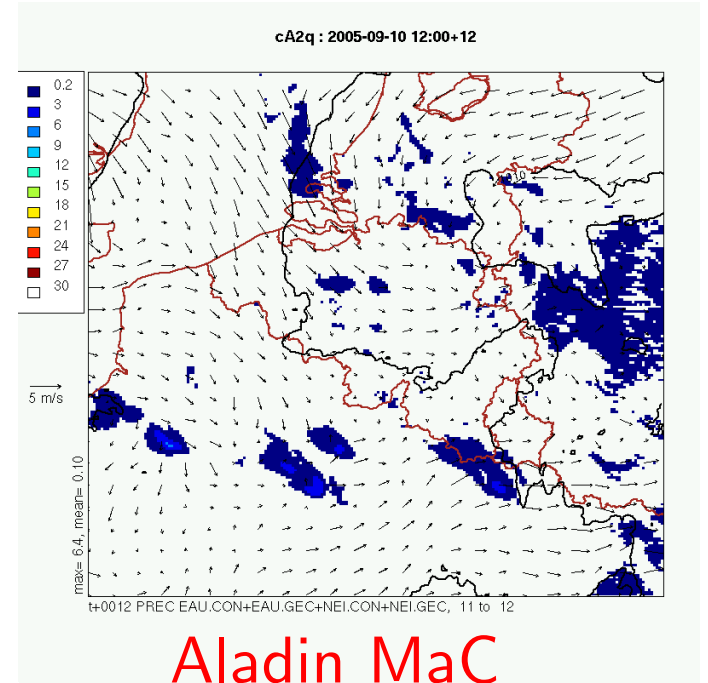 cA2q : 2005-09-10 12:00+12
0.2
3
6
9
12
15
18
21
24
27
30
5 m/s
max= 6.4, mean= 0.10
t+0012 PREC EAU.CON+EAU.GEC+NEI.CON+NEI.GEC, 11 to 12
Aladin MaC